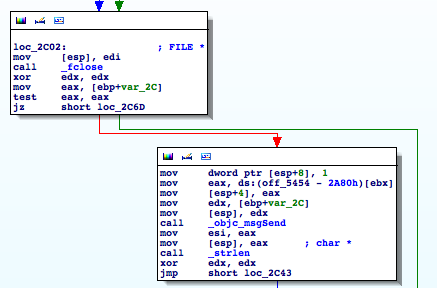 loc_2C02: ; FILE *
mov [esp], edi
call _fclose
xor edx, edx
mov eax, [ebp+var_2C]
test eax, eax
jz short loc_2C6D
mov dword ptr [esp+8], 1
mov eax, ds:(off_5454 - 2A80h)[ebx]
mov [esp+4], eax
mov edx, [ebp+var_2C]
mov [esp], edx
call _objc_msgSend
mov esi, eax
mov [esp], eax ; char *
call _strlen
xor edx, edx
jmp short loc_2C43